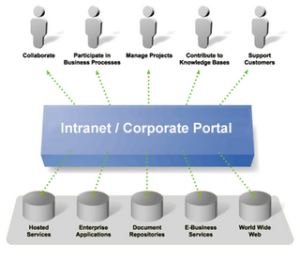 Collaborate
Participate in
Business Processes
Manage Projects
Contribute to
Knowledge Bases
Support
Customers
Intranet / Corporate Portal
Hosted
Services
Enterprise
Applications
Document
Repositories
E-Business
Services
World Wide
Web